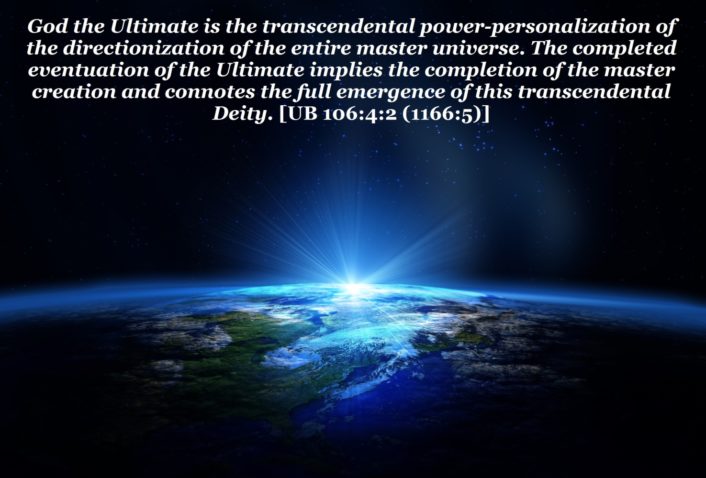 God the Ultimate is the transcendental power-personalization of
the directionization of the entire master universe. The completed
eventuation of the Ultimate implies the completion of the master
creation and connotes the full emergence of this transcendental
Deity. [UB 106:4:2 (1166:5)]